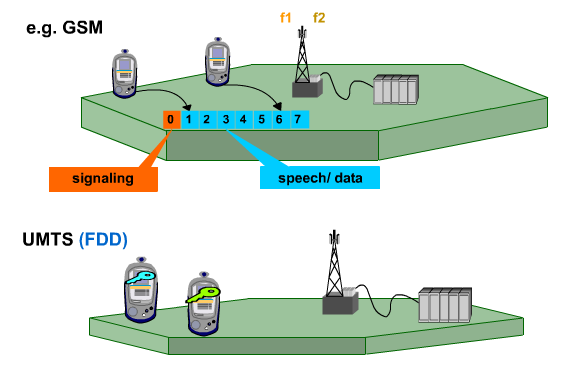 e.g. GSM
f1 f2
0 1 2 3 4 5 6 7
signaling
speech/ data
UMTS (FDD)